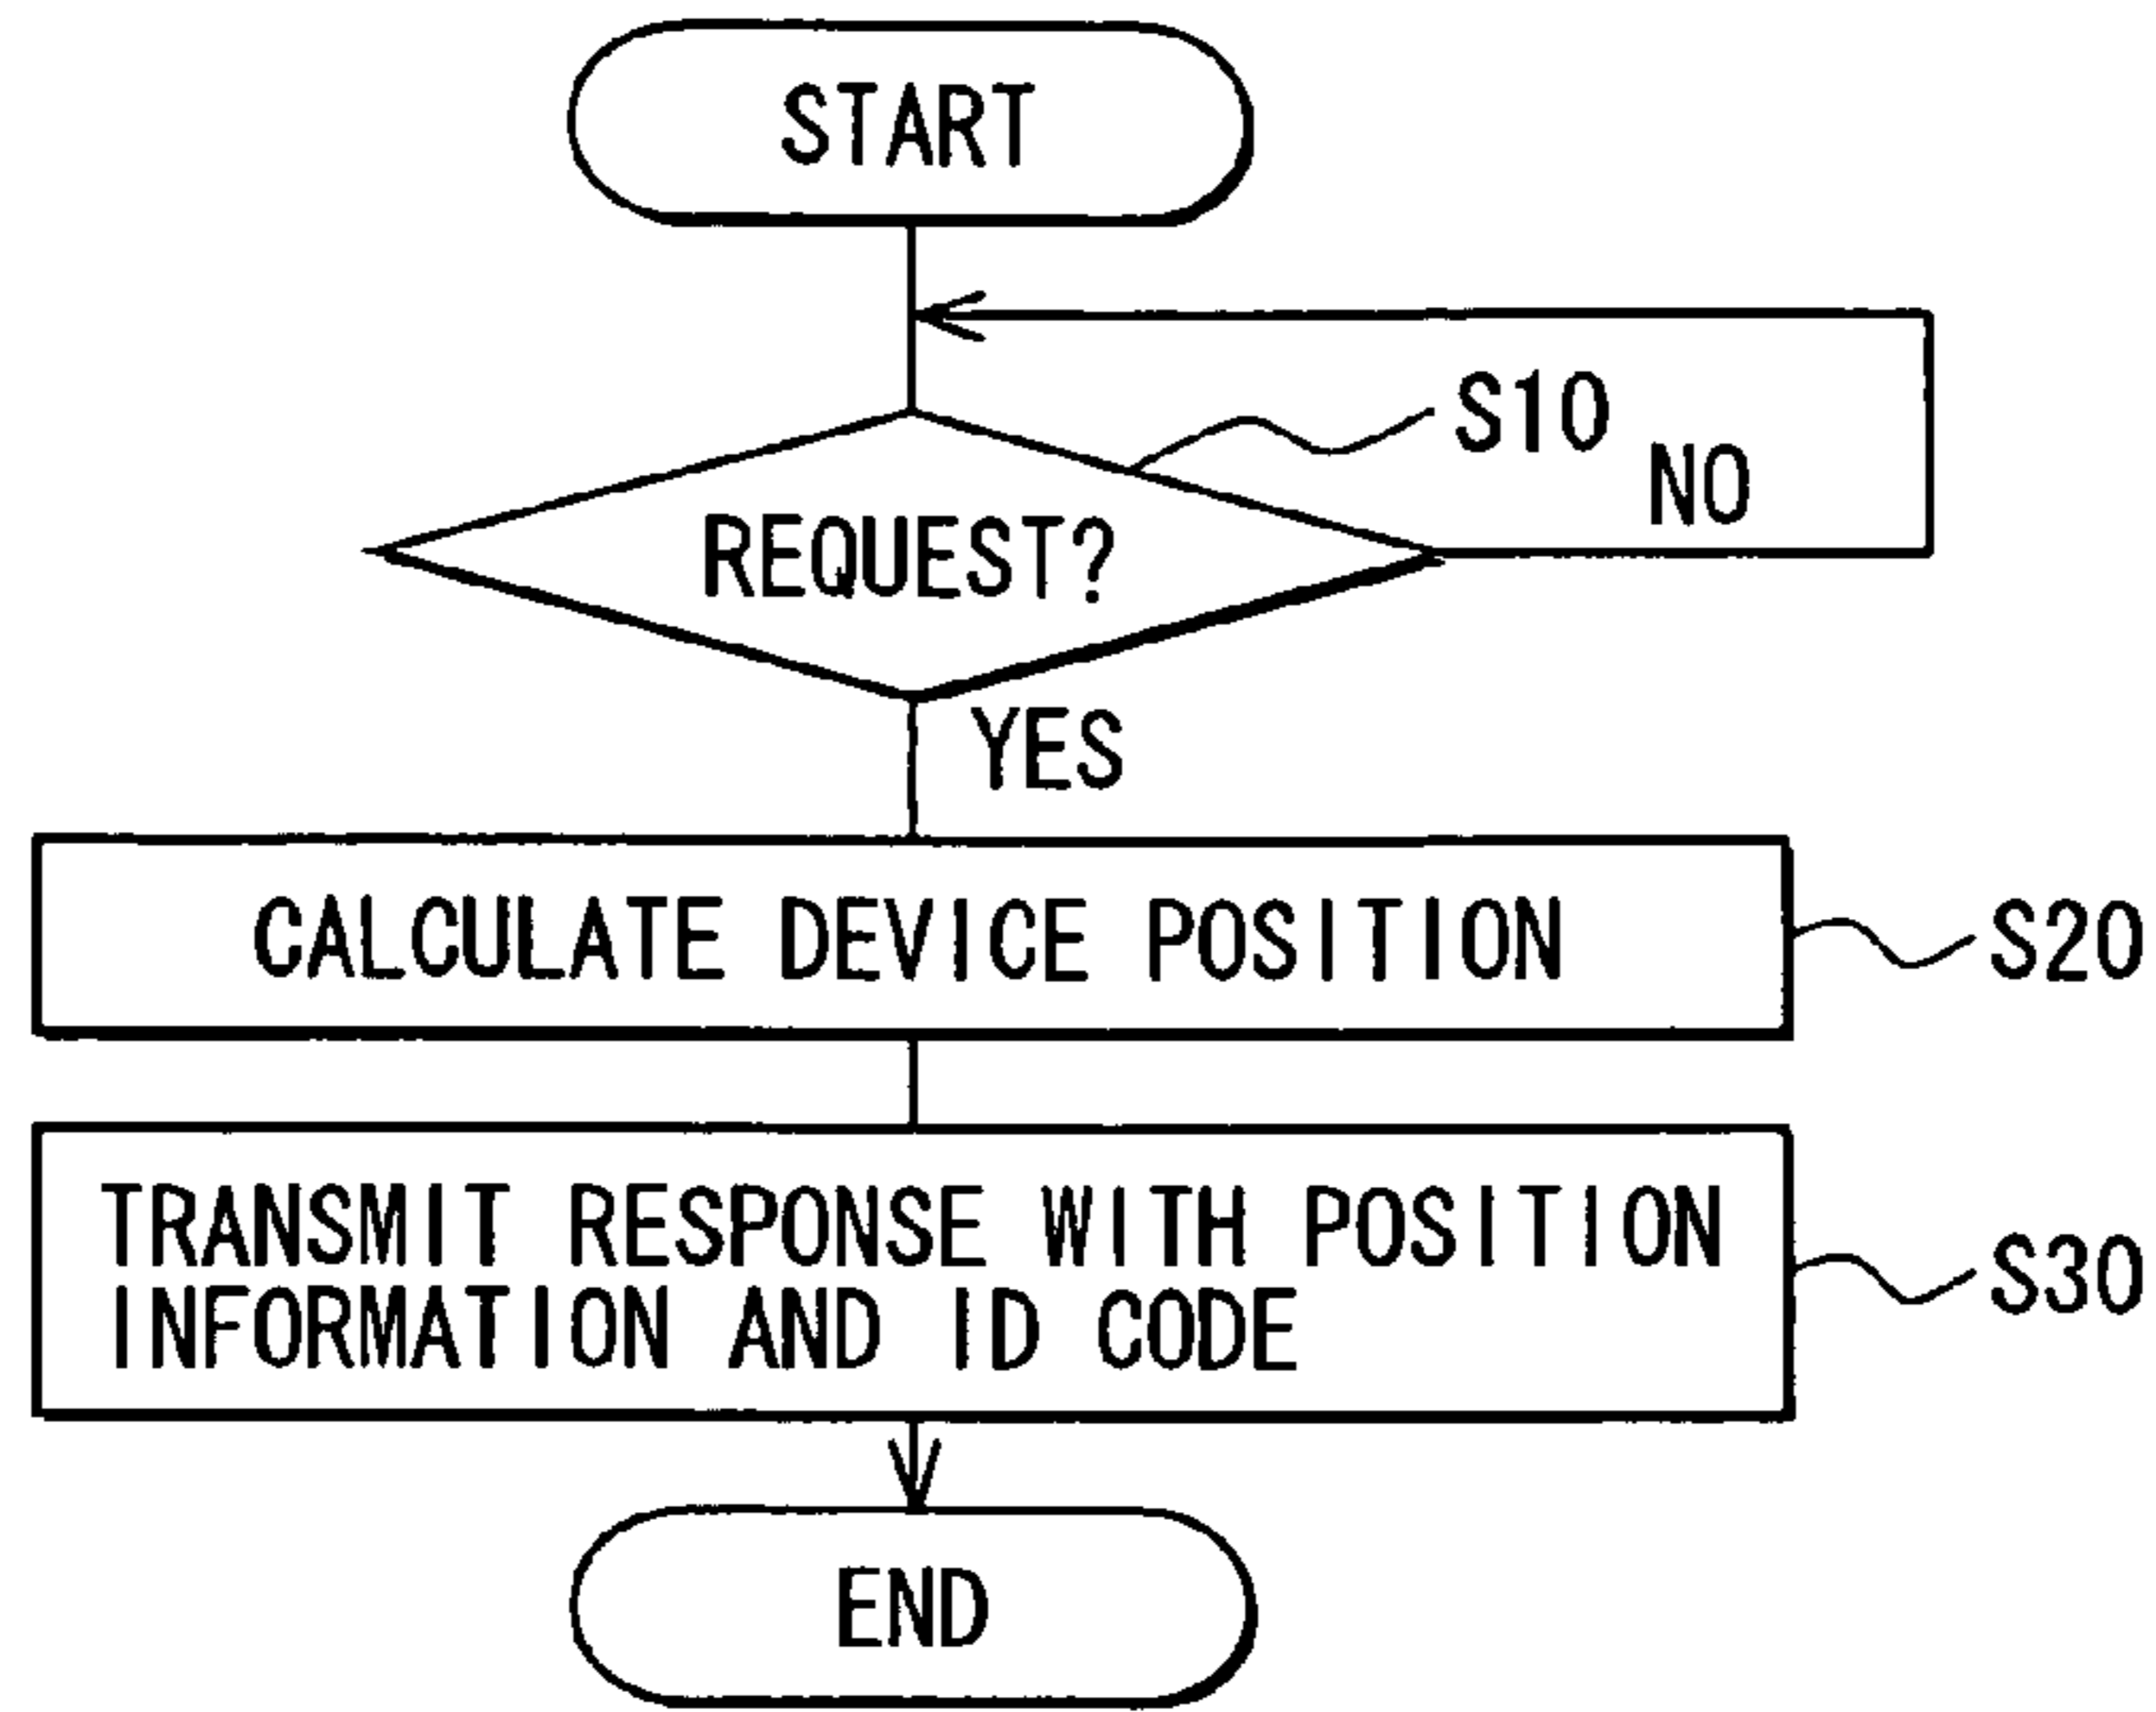 START
S10
NO
REQUEST?
YES
CALCULATE DEVICE POSITION
S20
TRANSMIT RESPONSE WITH POSITION
INFORMATION AND ID CODE
S30
END